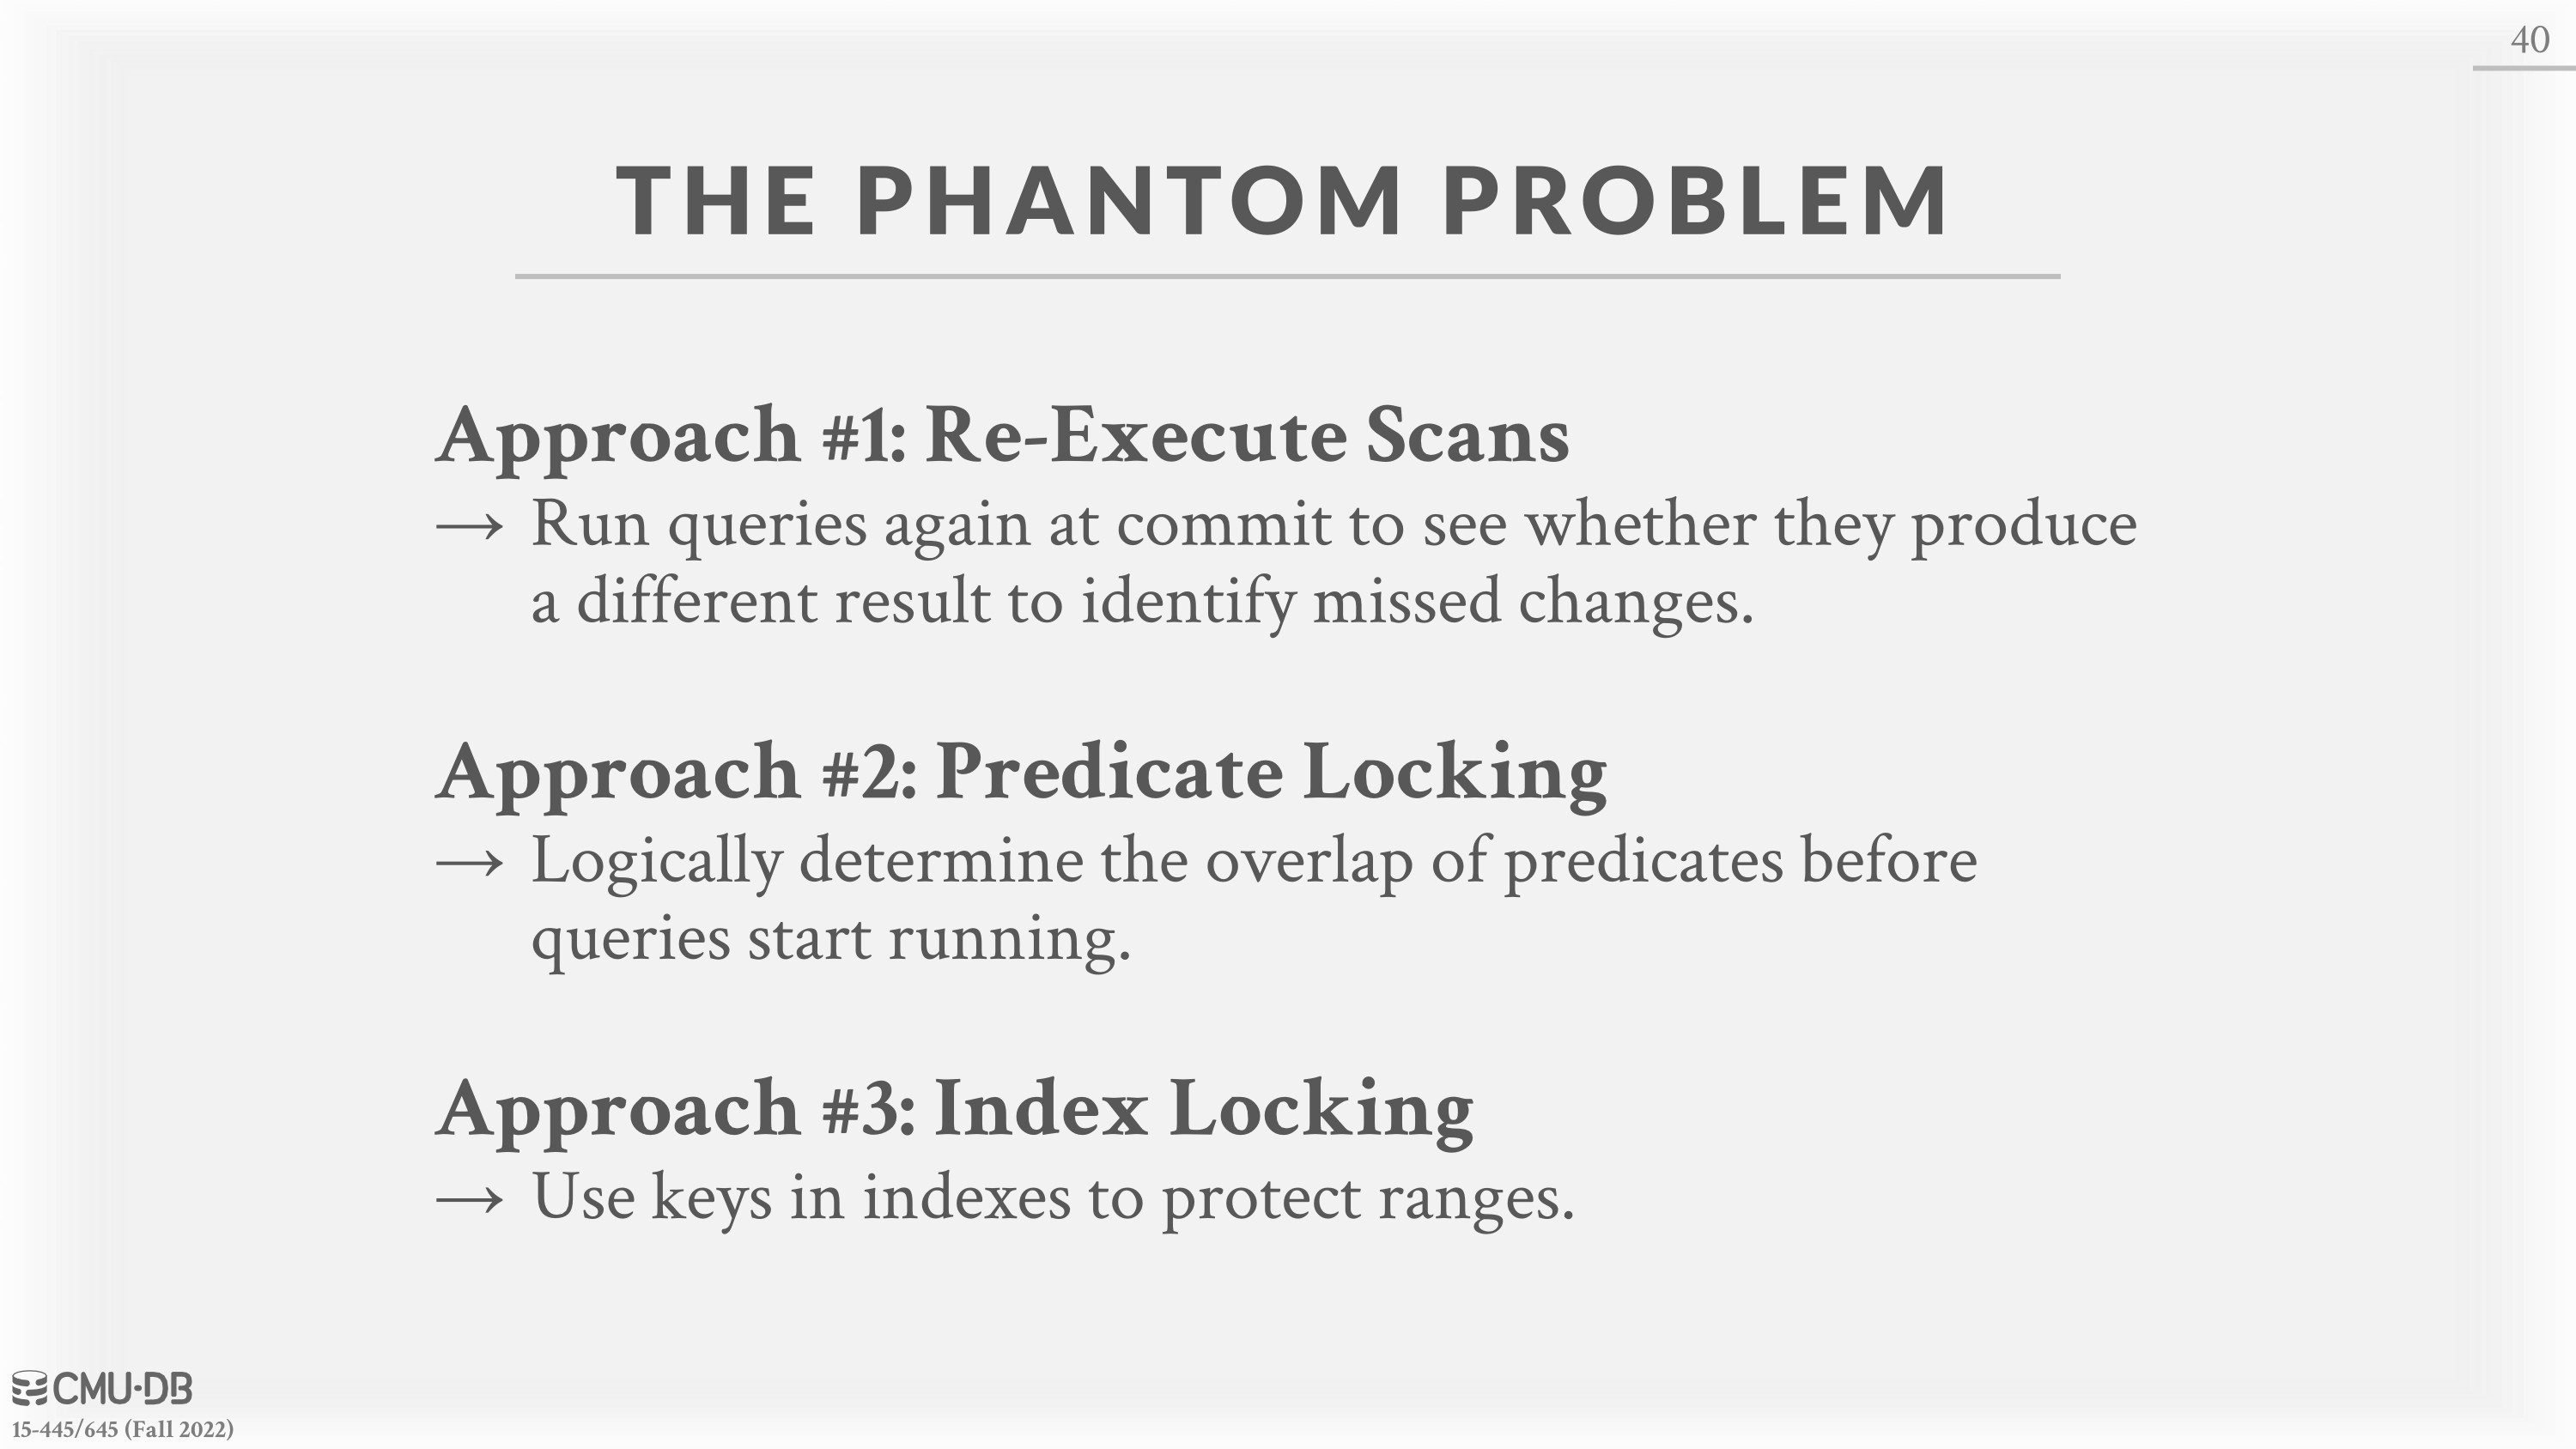 40
THE PHANTOM PROBLEM
Approach #1: Re-Execute Scans
→ Run queries again at commit to see whether they produce
a different result to identify missed changes.
Approach #2: Predicate Locking
→ Logically determine the overlap of predicates before
queries start running.
Approach #3: Index Locking
→ Use keys in indexes to protect ranges.
CMU·DB
15-445/645 (Fall 2022)